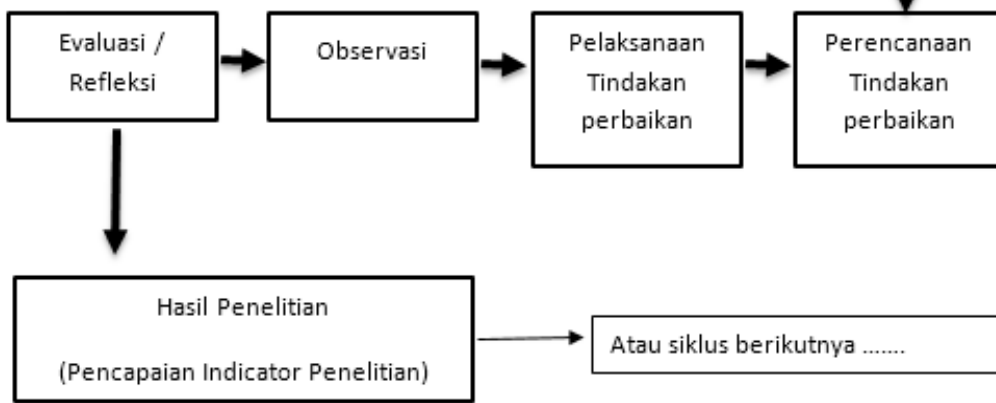 Evaluasi /
Refleksi
Observasi
Pelaksanaan
Tindakan
perbaikan
Perencanaan
Tindakan
perbaikan
Hasil Penelitian
(Pencapaian Indicator Penelitian)
Atau siklus berikutnya .......